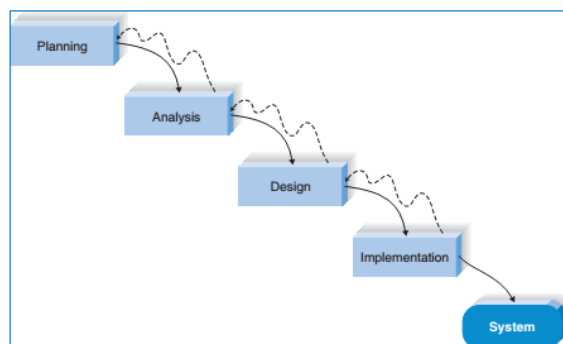 Planning
Analysis
Design
Implementation
System